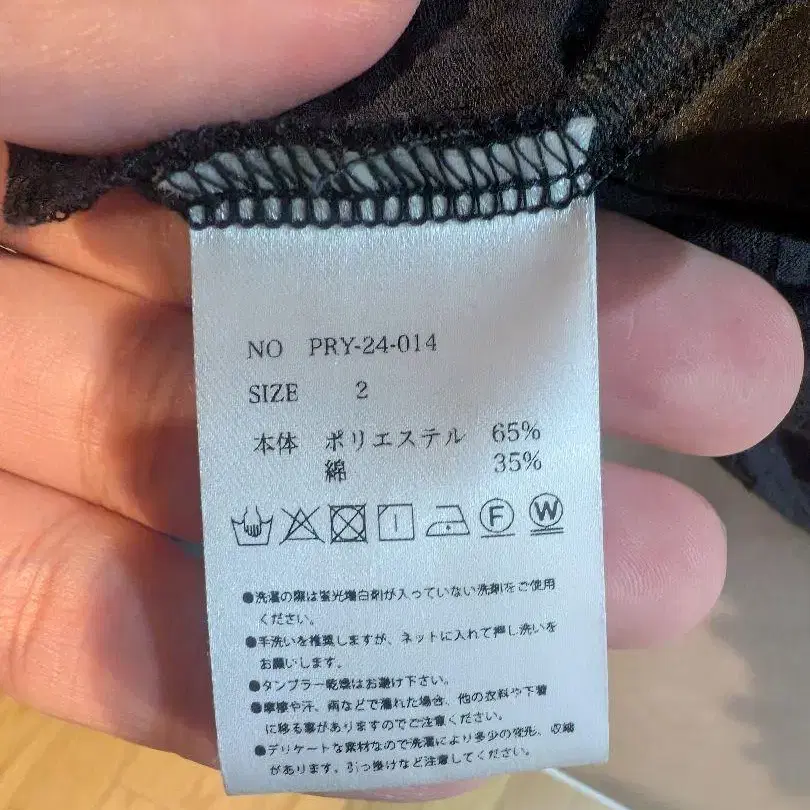 NO PRY-24-014
SIZE 2
本体 ポリエステル 65%
綿 35%
F W
●洗濯の際は蛍光増白剤が入っていない洗剤をご使用
ください。
●手洗いを推奨しますが、ネットに入れて押し洗いを
お願いします。
●タンブラー乾燥はお避け下さい。
●摩擦や汗、雨などで濡れた場合、他の衣料や下着
に移る事がありますのでご注意ください。
●デリケートな素材なので洗濯により多少の変形、収縮
があります。引っ掛けなど注意してください。